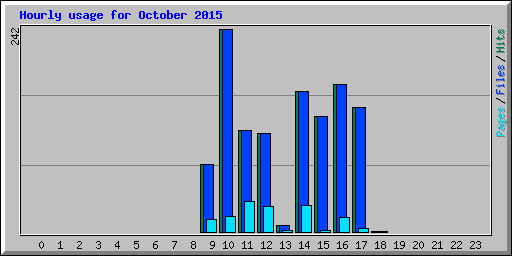 Hourly usage for October 2015
242
Pages/Files/Hits
0 1 2 3 4 5 6 7 8 9 10 11 12 13 14 15 16 17 18 19 20 21 22 23